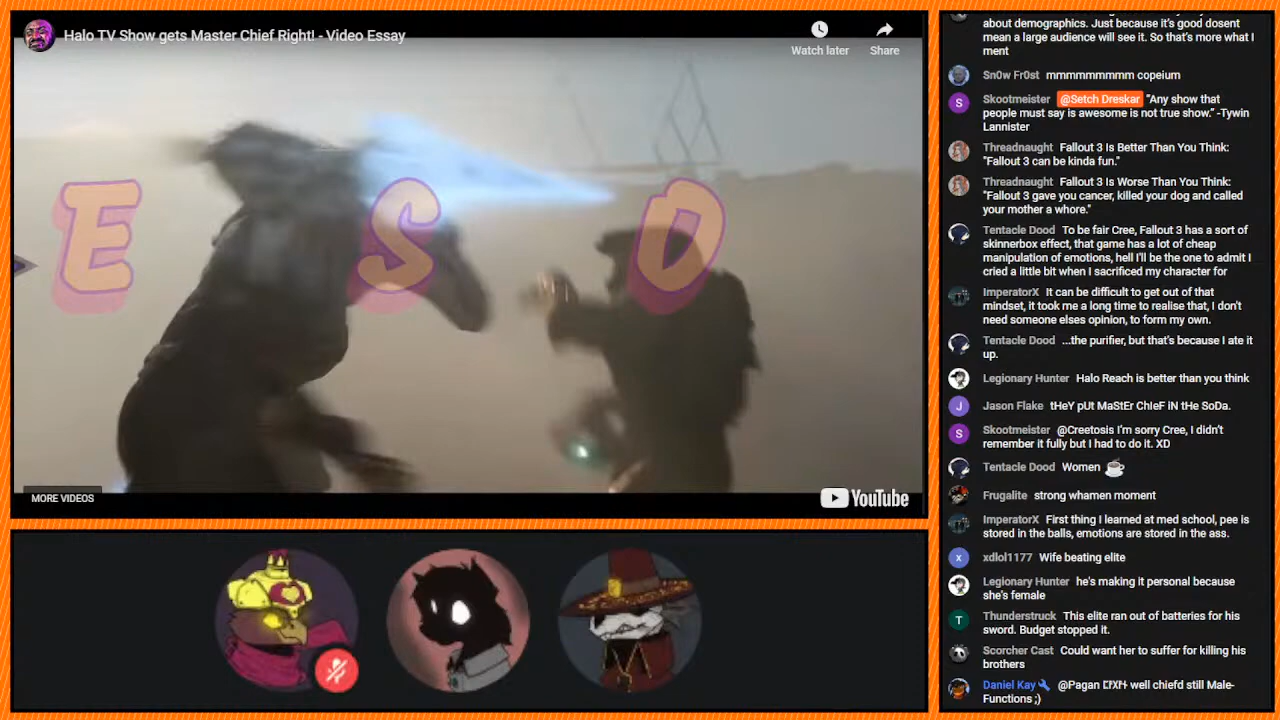 Halo TV Show gets Master Chief Right! - Video Essay
Watch later
Share
E S D
MORE VIDEOS
YouTube
about demographics. Just because it's good dosent
mean a large audience will see it. So that's more what I
ment
Sn0w Fr0st mmmmmmmmm copeium
S
Skootmeister @Setch Dreskar "Any show that
people must say is awesome is not true show." -Tywin
Lannister
Threadnaught Fallout 3 Is Better Than You Think:
"Fallout 3 can be kinda fun."
Threadnaught Fallout 3 Is Worse Than You Think:
"Fallout 3 gave you cancer, killed your dog and called
your mother a whore."
Tentacle Dood To be fair Cree, Fallout 3 has a sort of
skinnerbox effect, that game has a lot of cheap
manipulation of emotions, hell I'll be the one to admit I
cried a little bit when I sacrificed my character for
ImperatorX It can be difficult to get out of that
mindset, it took me a long time to realise that, I don't
need someone elses opinion, to form my own.
Tentacle Dood ...the purifier, but that's because I ate it
up.
Legionary Hunter Halo Reach is better than you think
J
Jason Flake tHeY pUt MaStEr ChIeF iN tHe SoDa.
S
Skootmeister @Creetosis I'm sorry Cree, I didn't
remember it fully but I had to do it. XD
Tentacle Dood Women ☕
Frugalite strong whamen moment
ImperatorX First thing I learned at med school, pee is
stored in the balls, emotions are stored in the ass.
x
xdlol1177 Wife beating elite
Legionary Hunter he's making it personal because
she's female
T
Thunderstruck This elite ran out of batteries for his
sword. Budget stopped it.
Scorcher Cast Could want her to suffer for killing his
brothers
Daniel Kay🔧 @Pagan well chiefd still Male-
Functions ;)